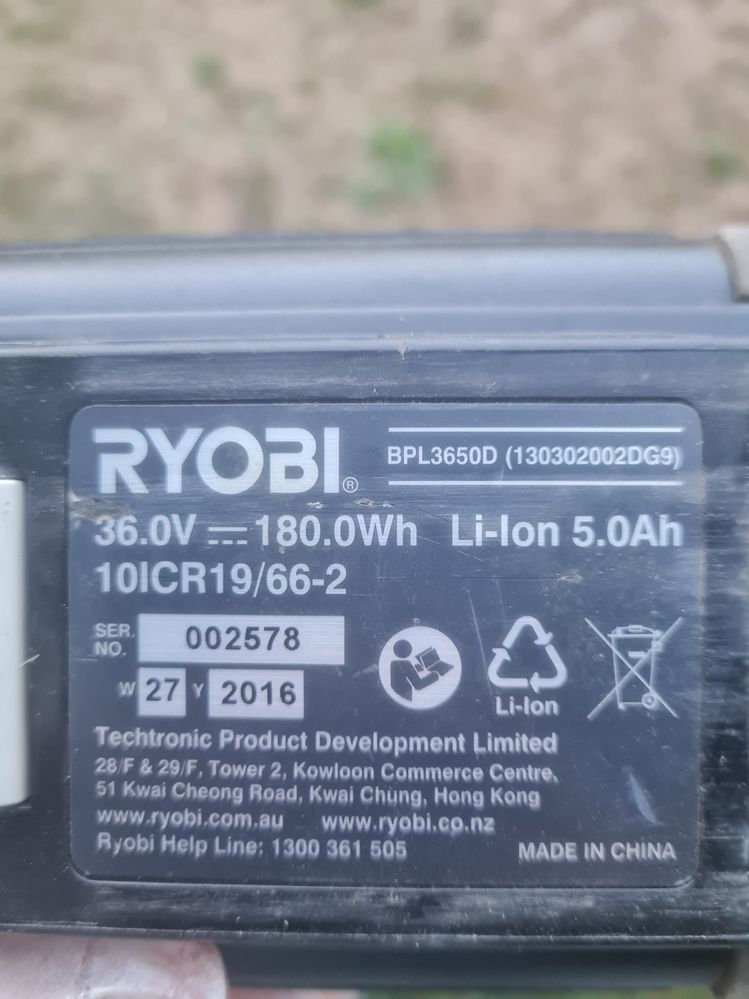 RYOBI® BPL3650D (130302002DG9)
36.0V ⎓ 180.0Wh Li-Ion 5.0Ah
10ICR19/66-2
SER. NO. 002578
W 27 Y 2016
Li-Ion
Techtronic Product Development Limited
28/F & 29/F, Tower 2, Kowloon Commerce Centre,
51 Kwai Cheong Road, Kwai Chung, Hong Kong
www.ryobi.com.au www.ryobi.co.nz
Ryobi Help Line: 1300 361 505 MADE IN CHINA